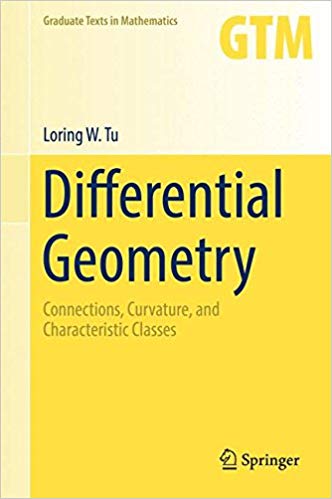 Graduate Texts in Mathematics
GTM
Loring W. Tu
Differential
Geometry
Connections, Curvature, and
Characteristic Classes
Springer